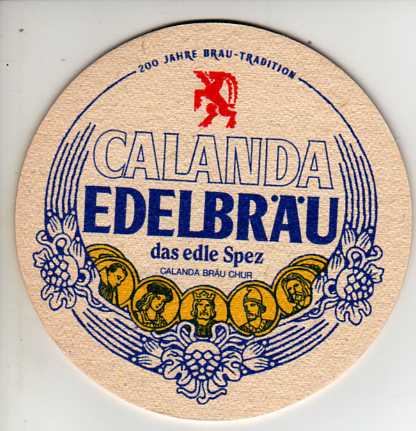 200 JAHRE BRAU-TRADITION
CALANDA
EDELBRÄU
das edle Spez
CALANDA BRÄU CHUR